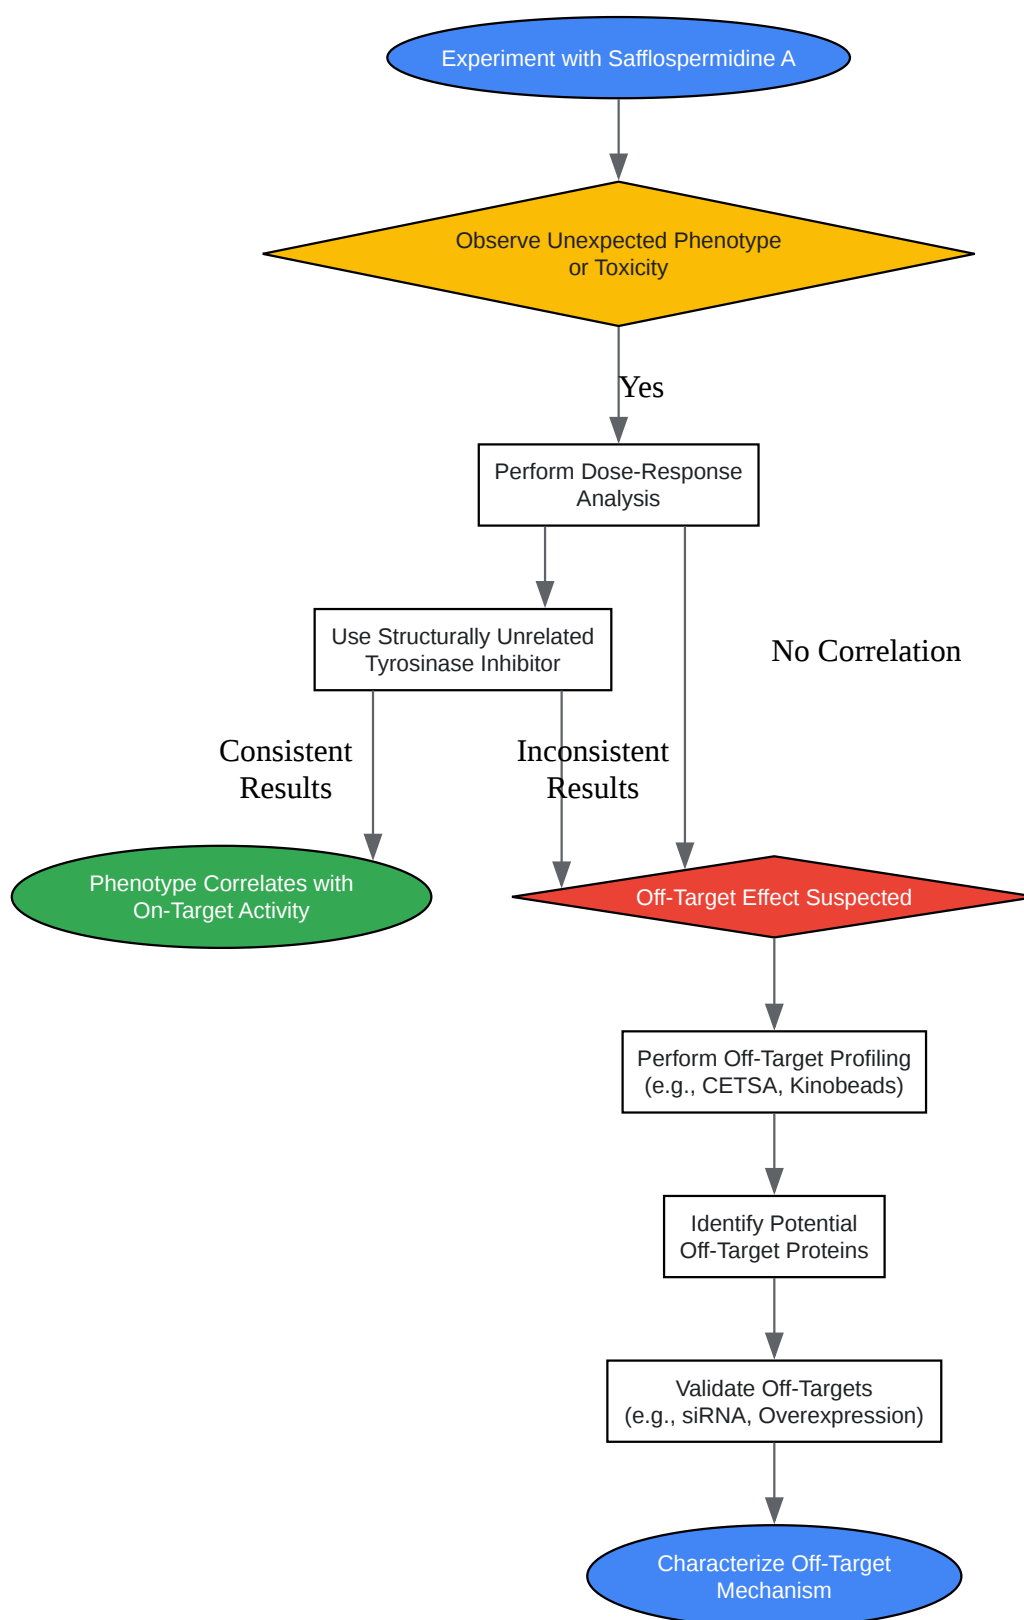 Experiment with Safflospermidine A
Observe Unexpected Phenotype
or Toxicity
Yes
Perform Dose-Response
Analysis
Use Structurally Unrelated
Tyrosinase Inhibitor
No Correlation
Consistent
Results
Inconsistent
Results
Phenotype Correlates with
On-Target Activity
Off-Target Effect Suspected
Perform Off-Target Profiling
(e.g., CETSA, Kinobeads)
Identify Potential
Off-Target Proteins
Validate Off-Targets
(e.g., siRNA, Overexpression)
Characterize Off-Target
Mechanism